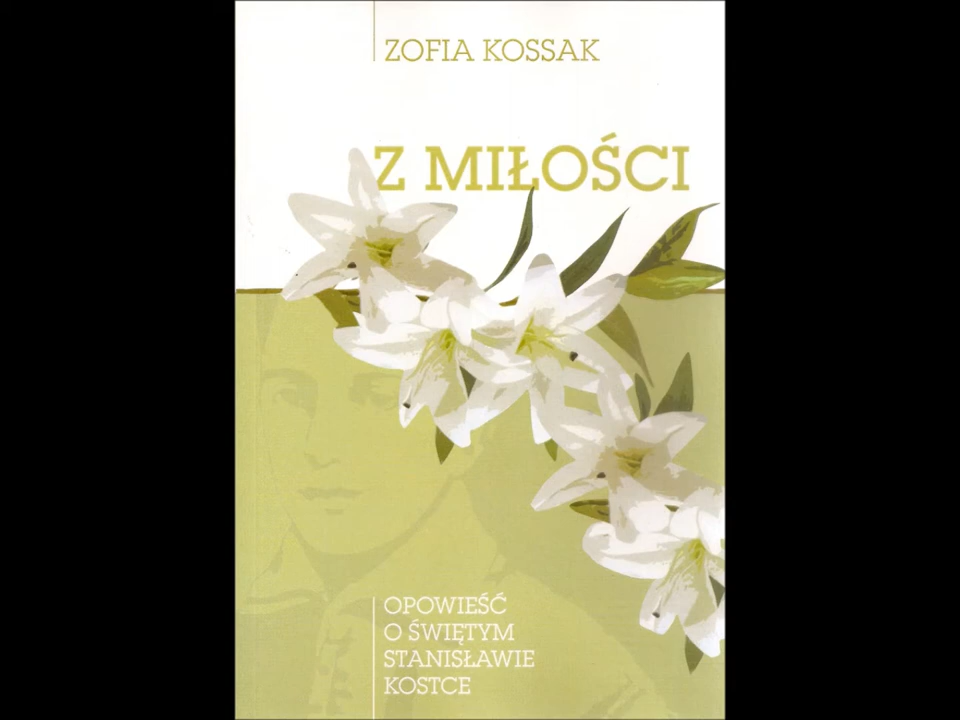 ZOFIA KOSSAK
Z MIŁOŚCI
OPOWIEŚĆ
O ŚWIĘTYM
STANISŁAWIE
KOSTCE